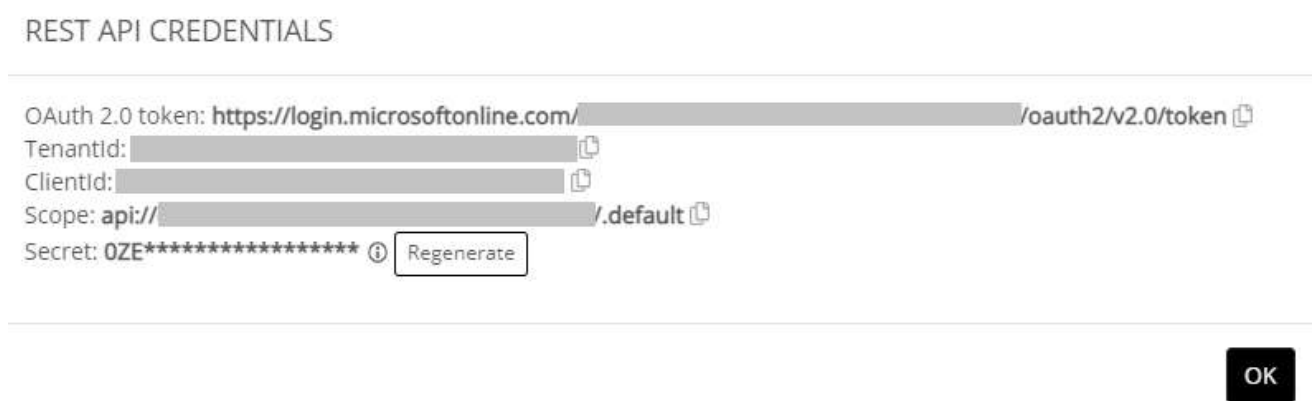 REST API CREDENTIALS
OAuth 2.0 token: https://login.microsoftonline.com/ /oauth2/v2.0/token
TenantId:
ClientId:
Scope: api:// /.default
Secret: 0ZE***************** Regenerate
OK